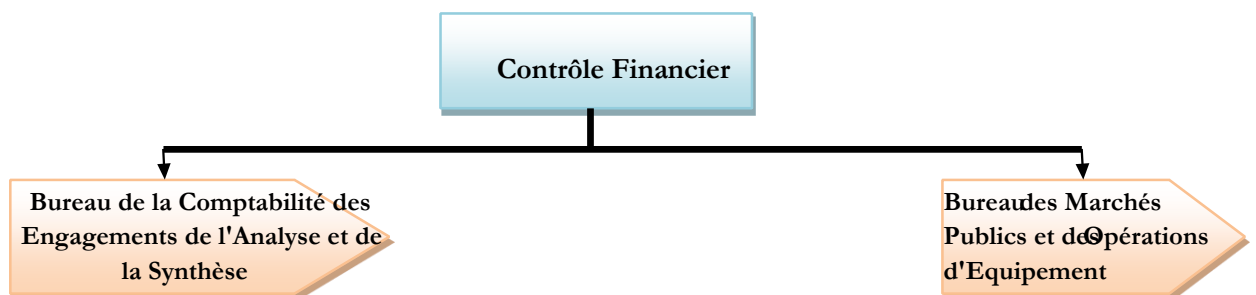 Contrôle Financier
Bureau de la Comptabilité des
Engagements de l'Analyse et de
la Synthèse
Bureau des Marchés
Publics et des Opérations
d'Equipement